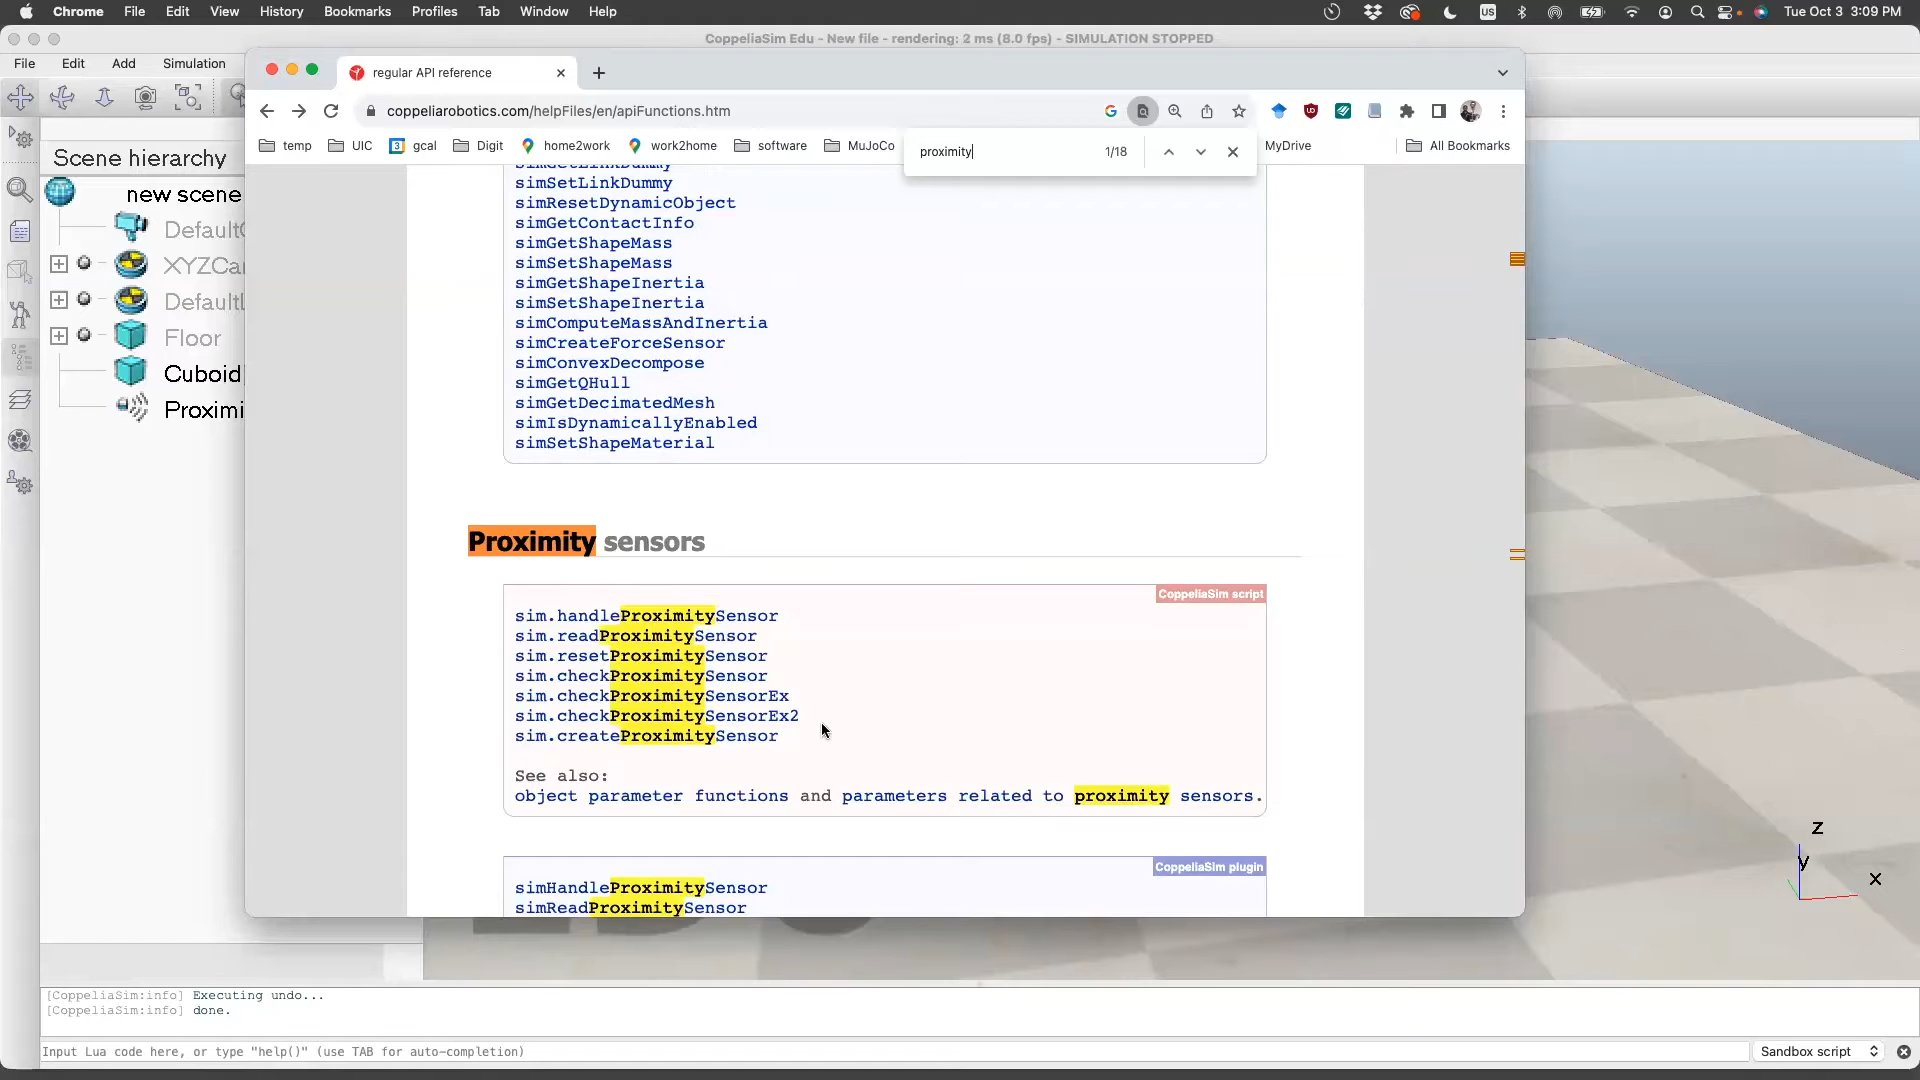 Chrome File Edit View History Bookmarks Profiles Tab Window Help US Tue Oct 3 3:09 PM
CoppeliaSim Edu - New file - rendering: 2 ms (8.0 fps) - SIMULATION STOPPED
File Edit Add Simulation
regular API reference
coppeliarobotics.com/helpFiles/en/apiFunctions.htm
temp UIC gcal Digit home2work work2home software MuJoCo MyDrive All Bookmarks
proximity 1/18
Scene hierarchy
new scene
DefaultC
XYZCar
DefaultL
Floor
Cuboid
Proximi
simGetLinkDummy
simSetLinkDummy
simResetDynamicObject
simGetContactInfo
simGetShapeMass
simSetShapeMass
simGetShapeInertia
simSetShapeInertia
simComputeMassAndInertia
simCreateForceSensor
simConvexDecompose
simGetQHull
simGetDecimatedMesh
simIsDynamicallyEnabled
simSetShapeMaterial
Proximity sensors
CoppeliaSim script
sim.handleProximitySensor
sim.readProximitySensor
sim.resetProximitySensor
sim.checkProximitySensor
sim.checkProximitySensorEx
sim.checkProximitySensorEx2
sim.createProximitySensor
See also:
object parameter functions and parameters related to proximity sensors.
CoppeliaSim plugin
simHandleProximitySensor
simReadProximitySensor
z
y
x
[CoppeliaSim:info] Executing undo...
[CoppeliaSim:info] done.
Input Lua code here, or type "help()" (use TAB for auto-completion)
Sandbox script